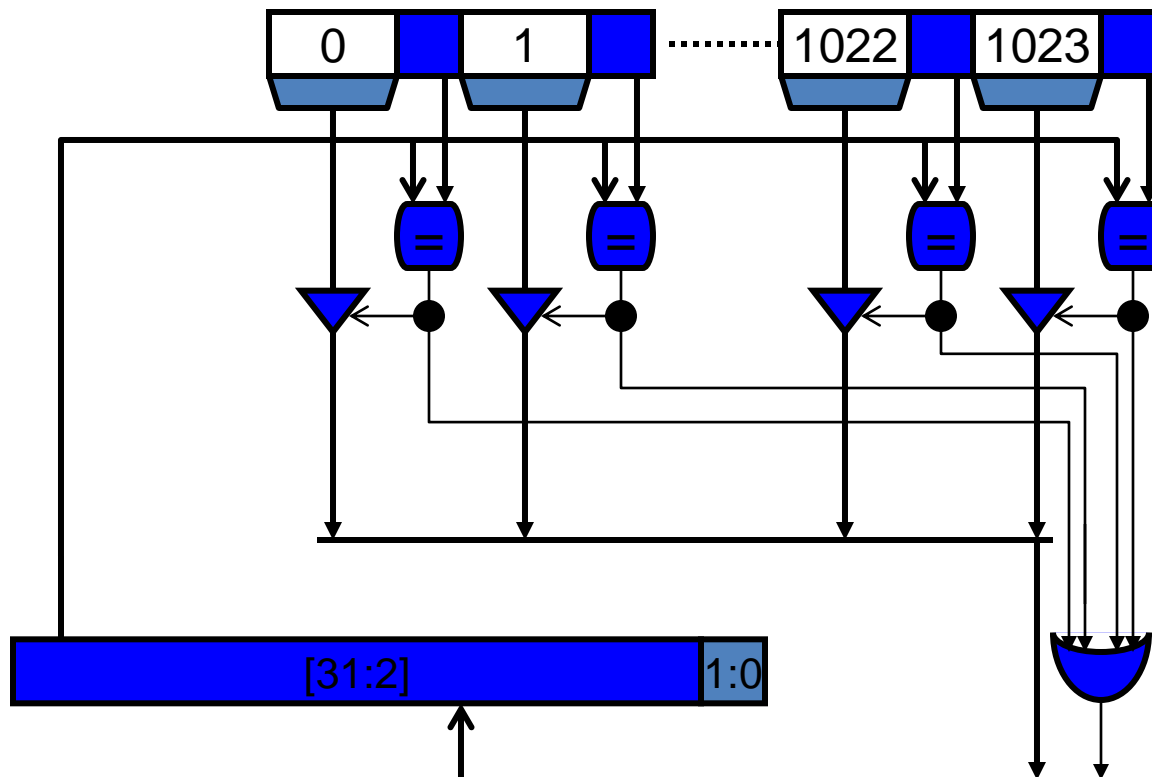 0 1 1022 1023
= = = =
[31:2] 1:0